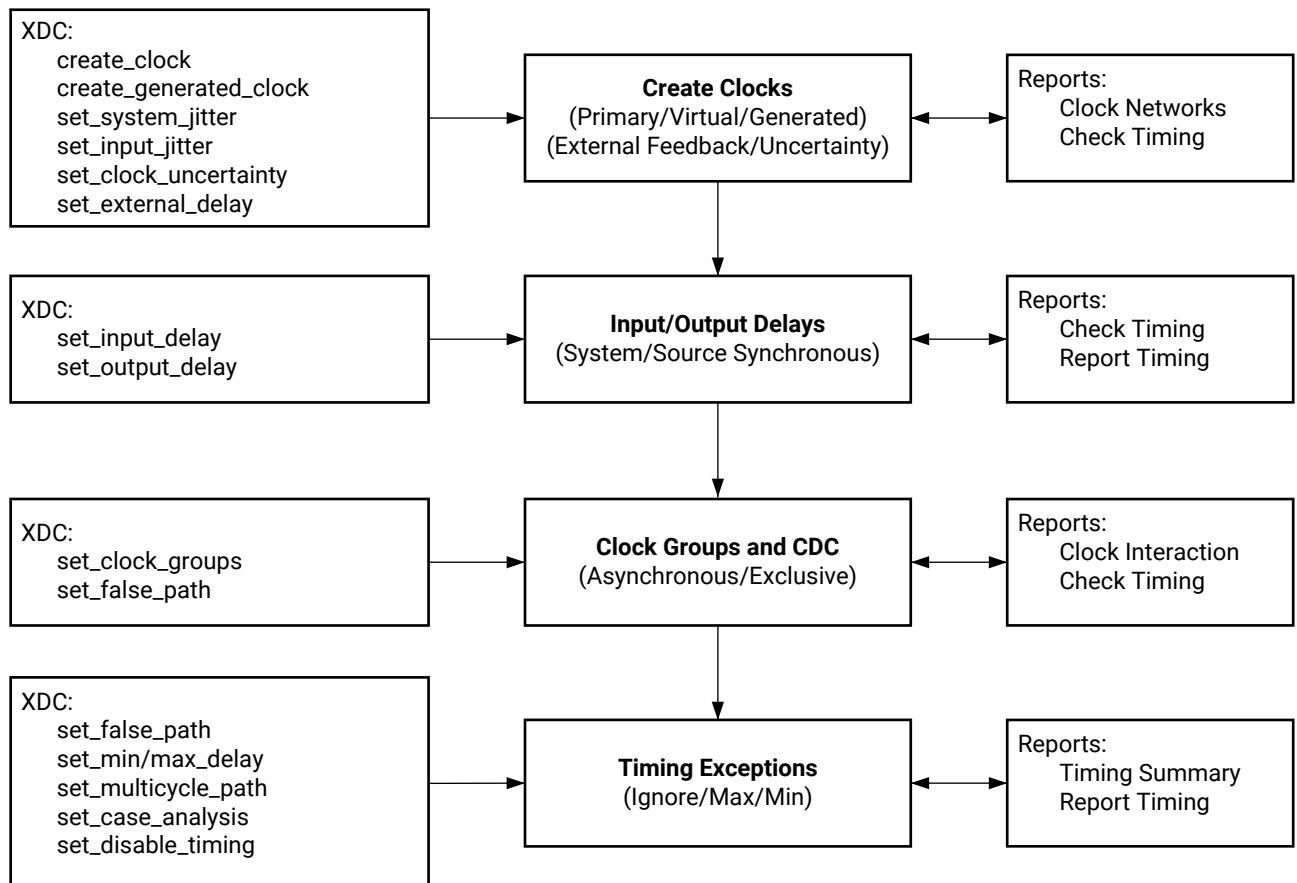 XDC:
create_clock
create_generated_clock
set_system_jitter
set_input_jitter
set_clock_uncertainty
set_external_delay
Create Clocks
(Primary/Virtual/Generated)
(External Feedback/Uncertainty)
Reports:
Clock Networks
Check Timing
XDC:
set_input_delay
set_output_delay
Input/Output Delays
(System/Source Synchronous)
Reports:
Check Timing
Report Timing
XDC:
set_clock_groups
set_false_path
Clock Groups and CDC
(Asynchronous/Exclusive)
Reports:
Clock Interaction
Check Timing
XDC:
set_false_path
set_min/max_delay
set_multicycle_path
set_case_analysis
set_disable_timing
Timing Exceptions
(Ignore/Max/Min)
Reports:
Timing Summary
Report Timing